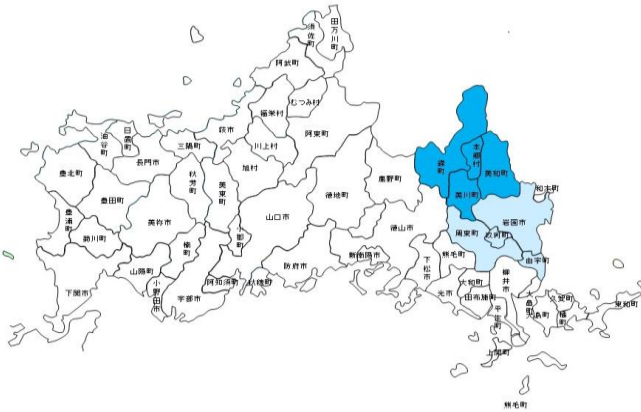 田万川町
須佐町
阿武町
むつみ村
福栄村
萩市
川上村
阿東町
日置町
油谷町
三隅町
長門市
旭村
豊北町
秋芳町
美東町
徳地町
鹿野町
錦町
本郷村
美和町
美川町
和木町
豊田町
美祢市
山口市
岩国市
豊浦町
菊川町
楠町
小郡町
徳山市
周東町
玖珂町
由宇町
熊毛町
防府市
新南陽市
下松市
柳井市
山陽町
阿知須町
秋穂町
下関市
小野田市
宇部市
光市
大和町
田布施町
平生町
大畠町
久賀町
大島町
橘町
東和町
上関町
熊毛町